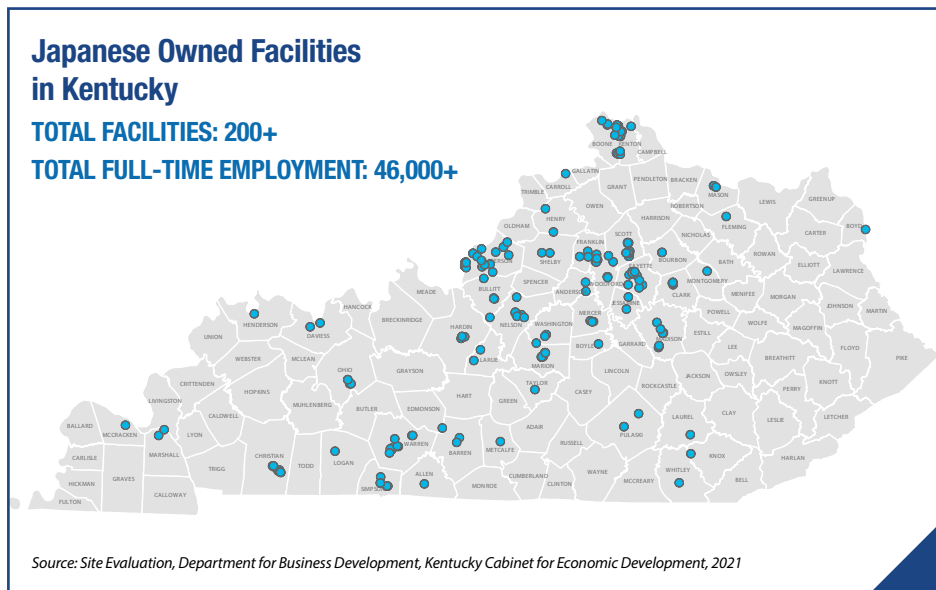 Japanese Owned Facilities
in Kentucky
TOTAL FACILITIES: 200+
TOTAL FULL-TIME EMPLOYMENT: 46,000+
BOONE
KENTON
CAMPBELL
GALLATIN
PENDLETON
BRACKEN
CARROLL
GRANT
TRIMBLE
MASON
LEWIS
GREENUP
OWEN
ROBERTSON
HENRY
HARRISON
OLDHAM
FLEMING
BOYD
SCOTT
NICHOLAS
CARTER
FRANKLIN
ROWAN
SHELBY
BOURBON
BATH
ELLIOTT
LAWRENCE
FAYETTE
SPENCER
WOODFORD
MONTGOMERY
BULLITT
ANDERSON
CLARK
MENIFEE
MORGAN
MEADE
JESSAMINE
JOHNSON
HANCOCK
MERCER
POWELL
MARTIN
BRECKINRIDGE
HENDERSON
HARDIN
NELSON
WASHINGTON
WOLFE
MAGOFFIN
UNION
DAVIESS
MADISON
ESTILL
BOYLE
GARRARD
LEE
FLOYD
WEBSTER
MCLEAN
LARUE
BREATHITT
PIKE
MARION
OHIO
GRAYSON
LINCOLN
JACKSON
OWSLEY
CRITTENDEN
TAYLOR
ROCKCASTLE
KNOTT
HOPKINS
HART
CASEY
PERRY
LIVINGSTON
GREEN
MUHLENBERG
BUTLER
EDMONSON
CALDWELL
LAUREL
CLAY
LETCHER
LESLIE
BALLARD
ADAIR
MCCRACKEN
LYON
PULASKI
RUSSELL
WARREN
METCALFE
BARREN
MARSHALL
CHRISTIAN
KNOX
CARLISLE
HARLAN
TODD
LOGAN
TRIGG
WHITLEY
WAYNE
ALLEN
CUMBERLAND
GRAVES
BELL
MCCREARY
HICKMAN
CLINTON
MONROE
CALLOWAY
FULTON
Source: Site Evaluation, Department for Business Development, Kentucky Cabinet for Economic Development, 2021